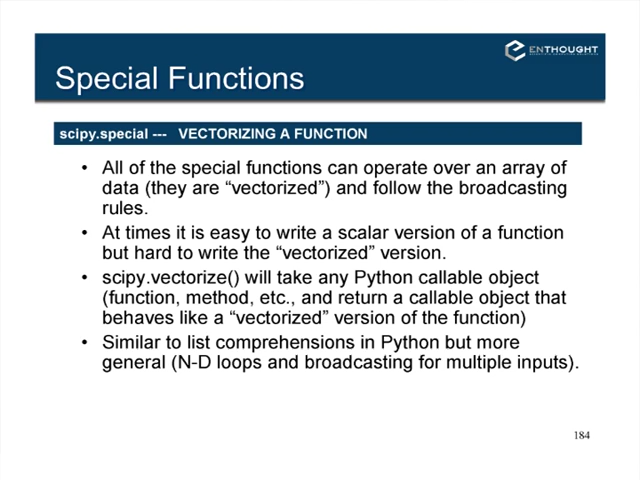 ENTHOUGHT
Special Functions
scipy.special --- VECTORIZING A FUNCTION
• All of the special functions can operate over an array of
data (they are “vectorized”) and follow the broadcasting
rules.
• At times it is easy to write a scalar version of a function
but hard to write the “vectorized” version.
• scipy.vectorize() will take any Python callable object
(function, method, etc., and return a callable object that
behaves like a “vectorized” version of the function)
• Similar to list comprehensions in Python but more
general (N-D loops and broadcasting for multiple inputs).
184